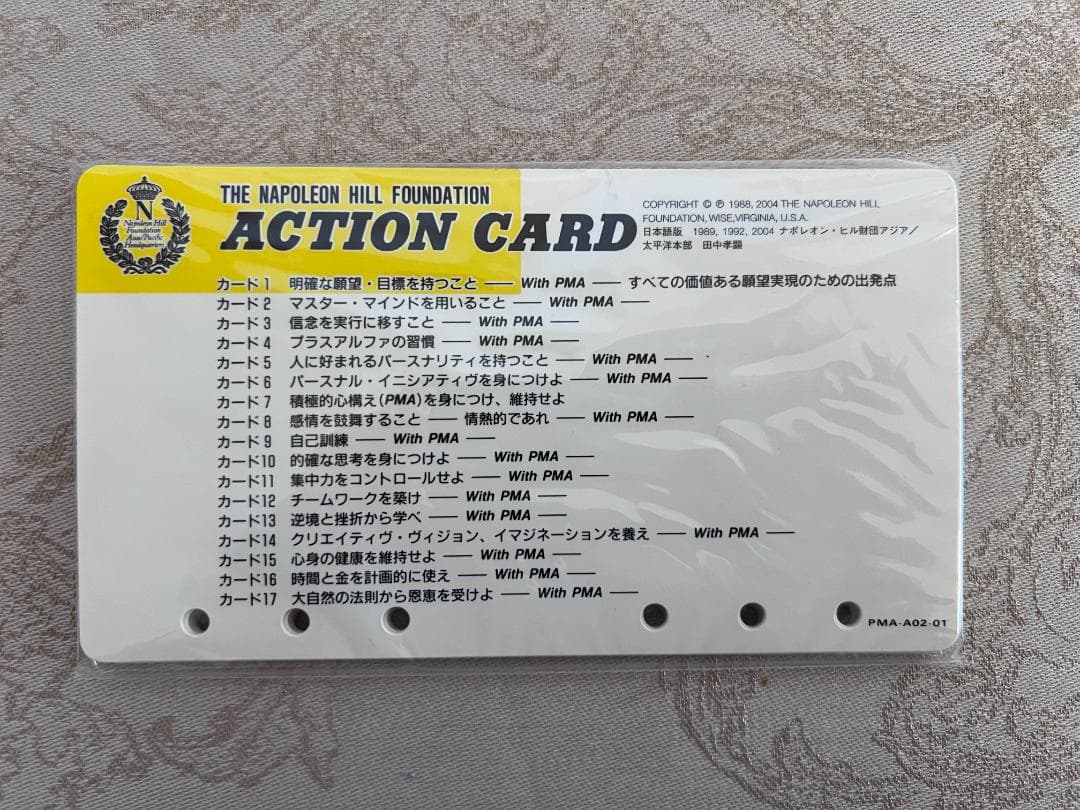 N
Napoleon Hill
Foundation
Asia/Pacific
Headquarters
THE NAPOLEON HILL FOUNDATION
ACTION CARD
COPYRIGHT © ℗ 1988, 2004 THE NAPOLEON HILL
FOUNDATION, WISE,VIRGINIA, U.S.A.
日本語版 1989, 1992, 2004 ナポレオン・ヒル財団アジア/
太平洋本部 田中孝顕
カード1 明確な願望・目標を持つこと ── With PMA ── すべての価値ある願望実現のための出発点
カード2 マスター・マインドを用いること ── With PMA ──
カード3 信念を実行に移すこと ── With PMA ──
カード4 プラスアルファの習慣 ── With PMA ──
カード5 人に好まれるパースナリティを持つこと ── With PMA ──
カード6 パースナル・イニシアティヴを身につけよ ── With PMA ──
カード7 積極的心構え(PMA)を身につけ、維持せよ
カード8 感情を鼓舞すること ── 情熱的であれ ── With PMA ──
カード9 自己訓練 ── With PMA ──
カード10 的確な思考を身につけよ ── With PMA ──
カード11 集中力をコントロールせよ ── With PMA ──
カード12 チームワークを築け ── With PMA ──
カード13 逆境と挫折から学べ ── With PMA ──
カード14 クリエイティヴ・ヴィジョン、イマジネーションを養え ── With PMA ──
カード15 心身の健康を維持せよ ── With PMA ──
カード16 時間と金を計画的に使え ── With PMA ──
カード17 大自然の法則から恩恵を受けよ ── With PMA ──
PMA-A02-01